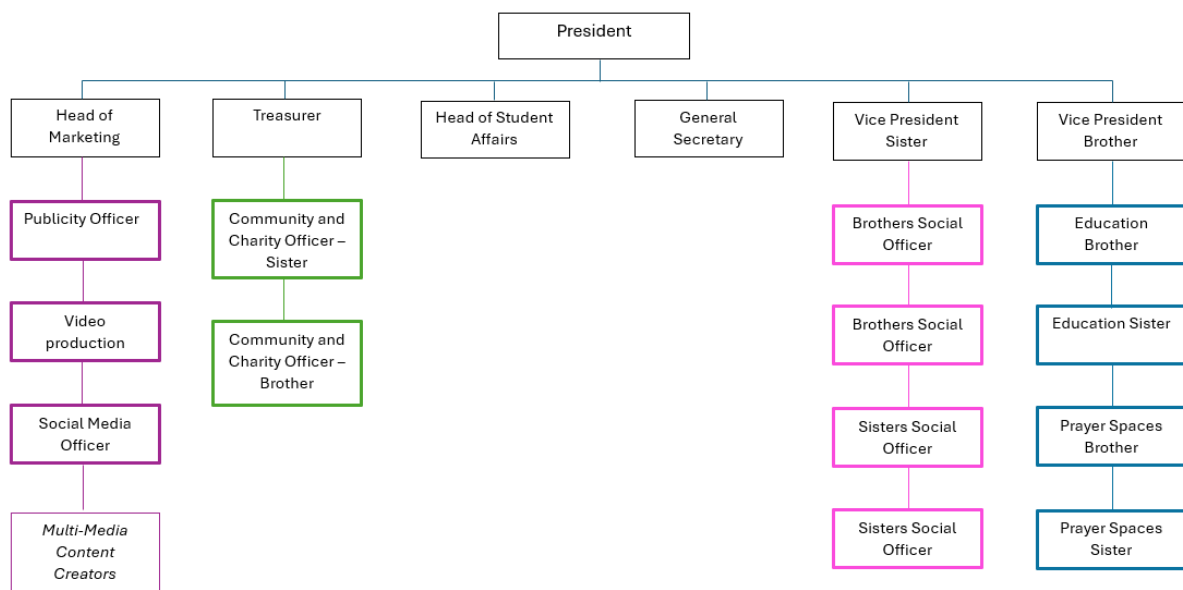 President
Head of
Marketing
Treasurer
Head of Student
Affairs
General
Secretary
Vice President
Sister
Vice President
Brother
Publicity Officer
Community and
Charity Officer –
Sister
Brothers Social
Officer
Education
Brother
Video
production
Community and
Charity Officer –
Brother
Brothers Social
Officer
Education Sister
Social Media
Officer
Sisters Social
Officer
Prayer Spaces
Brother
Multi-Media
Content
Creators
Sisters Social
Officer
Prayer Spaces
Sister